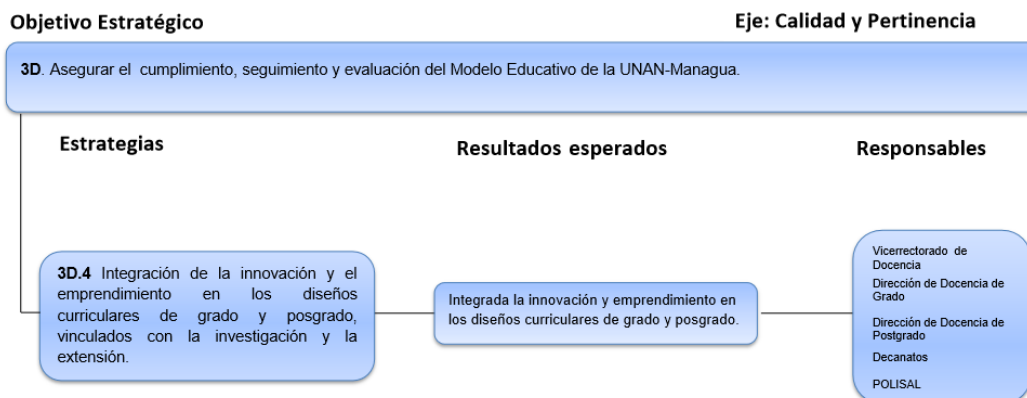 Objetivo Estratégico
Eje: Calidad y Pertinencia
3D. Asegurar el cumplimiento, seguimiento y evaluación del Modelo Educativo de la UNAN-Managua.
Estrategias
Resultados esperados
Responsables
3D.4 Integración de la innovación y el
emprendimiento en los diseños
curriculares de grado y posgrado,
vinculados con la investigación y la
extensión.
Integrada la innovación y emprendimiento en
los diseños curriculares de grado y posgrado.
Vicerrectorado de
Docencia
Dirección de Docencia de
Grado
Dirección de Docencia de
Postgrado
Decanatos
POLISAL